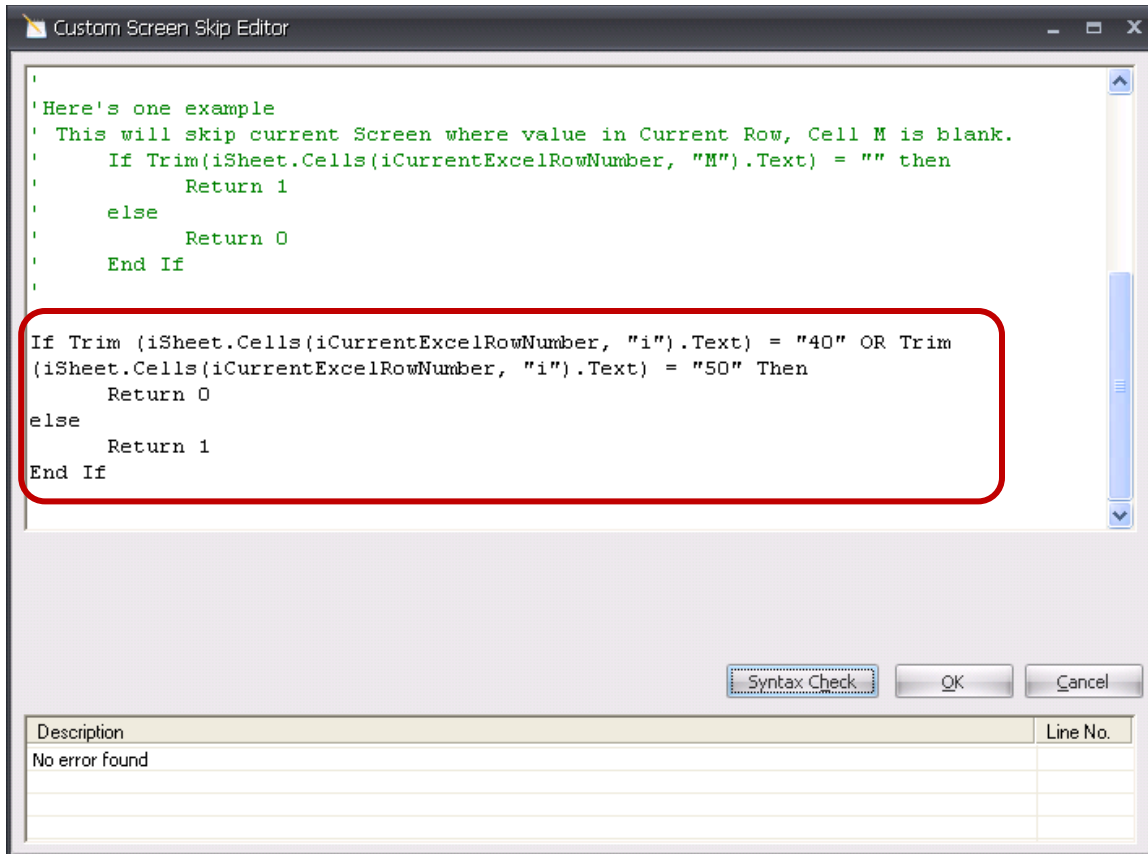 Custom Screen Skip Editor
'
'Here's one example
' This will skip current Screen where value in Current Row, Cell M is blank.
' If Trim(iSheet.Cells(iCurrentExcelRowNumber, "M").Text) = "" then
' Return 1
' else
' Return 0
' End If
'
If Trim (iSheet.Cells(iCurrentExcelRowNumber, "i").Text) = "40" OR Trim
(iSheet.Cells(iCurrentExcelRowNumber, "i").Text) = "50" Then
Return 0
else
Return 1
End If
Syntax Check OK Cancel
Description Line No.
No error found